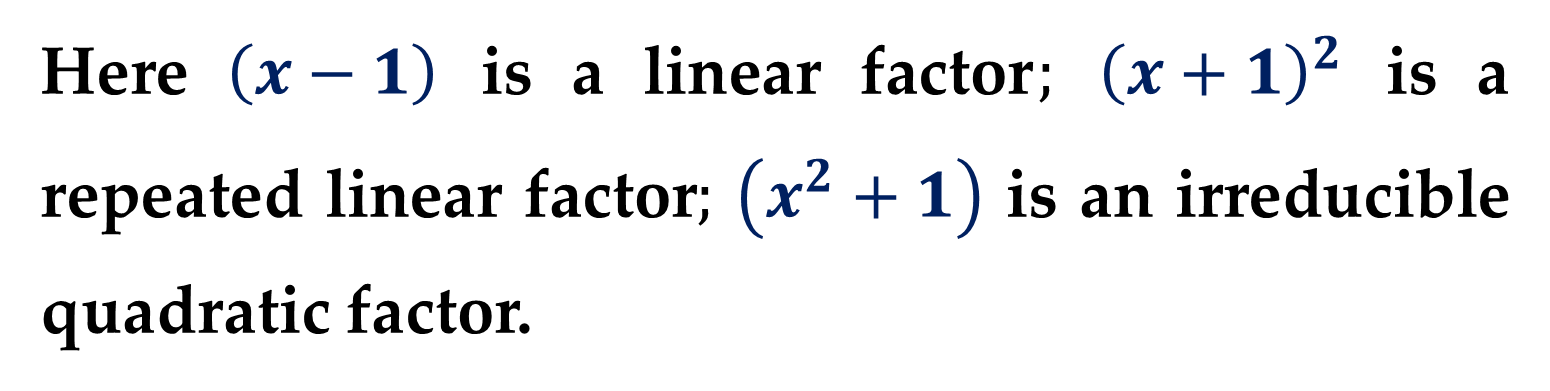 Here (x − 1) is a linear factor; (x + 1)² is a
repeated linear factor; (x² + 1) is an irreducible
quadratic factor.